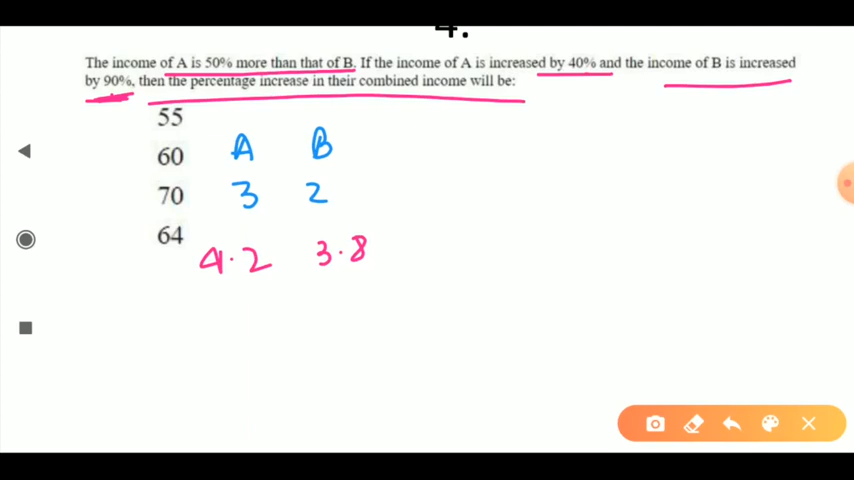 4.
The income of A is 50% more than that of B. If the income of A is increased by 40% and the income of B is increased
by 90%, then the percentage increase in their combined income will be:
55
60
A B
70
3 2
64
4.2 3.8